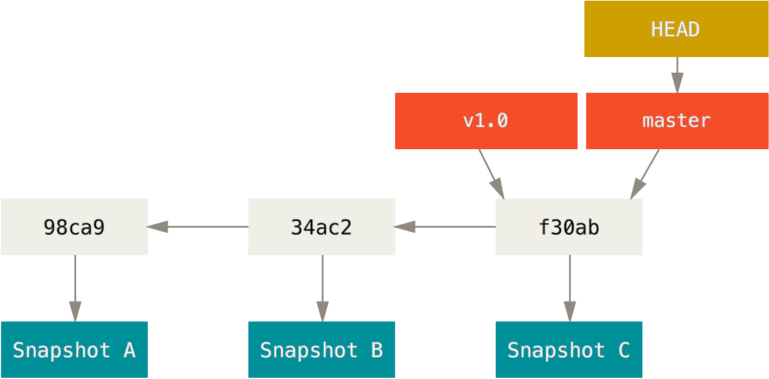 HEAD
v1.0
master
98ca9
34ac2
f30ab
Snapshot A
Snapshot B
Snapshot C